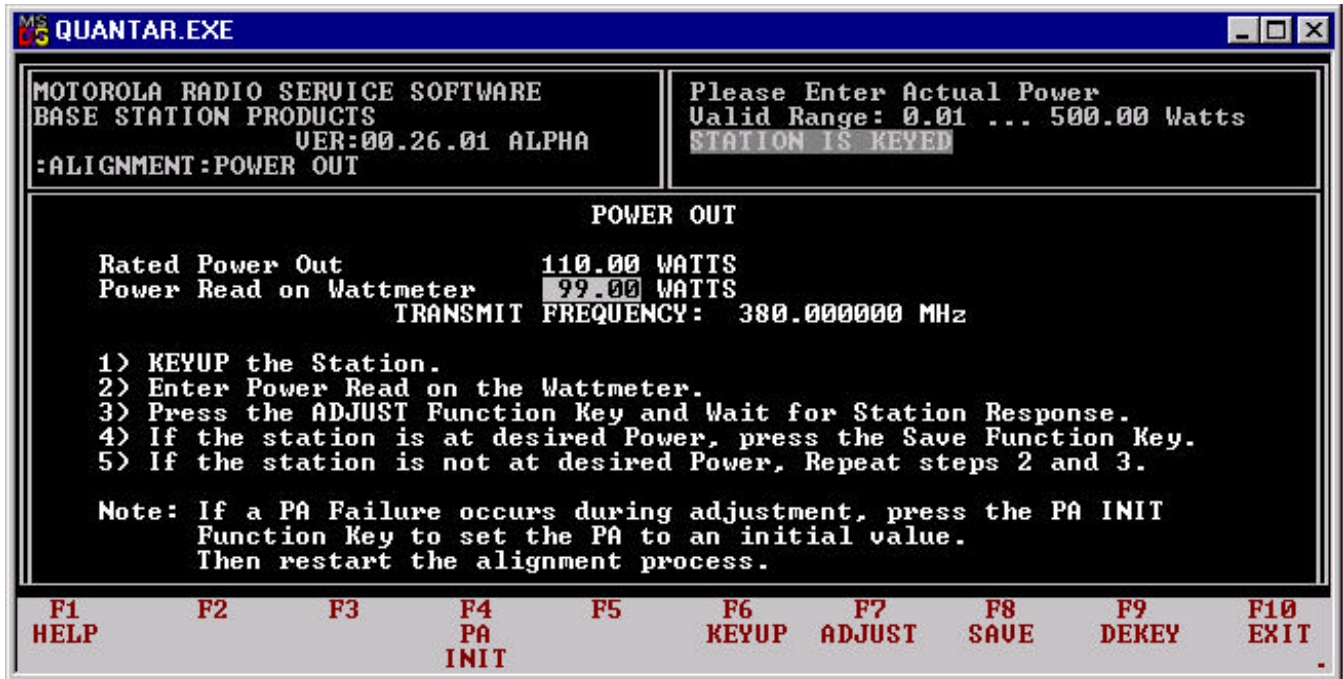 MS DOS QUANTAR.EXE
MOTOROLA RADIO SERVICE SOFTWARE
BASE STATION PRODUCTS
VER:00.26.01 ALPHA
:ALIGNMENT:POWER OUT
Please Enter Actual Power
Valid Range: 0.01 ... 500.00 Watts
STATION IS KEYED
POWER OUT
Rated Power Out 110.00 WATTS
Power Read on Wattmeter 99.00 WATTS
TRANSMIT FREQUENCY: 380.000000 MHz
1) KEYUP the Station.
2) Enter Power Read on the Wattmeter.
3) Press the ADJUST Function Key and Wait for Station Response.
4) If the station is at desired Power, press the Save Function Key.
5) If the station is not at desired Power, Repeat steps 2 and 3.
Note: If a PA Failure occurs during adjustment, press the PA INIT
Function Key to set the PA to an initial value.
Then restart the alignment process.
F1 F2 F3 F4 F5 F6 F7 F8 F9 F10
HELP PA KEYUP ADJUST SAVE DEKEY EXIT
INIT .